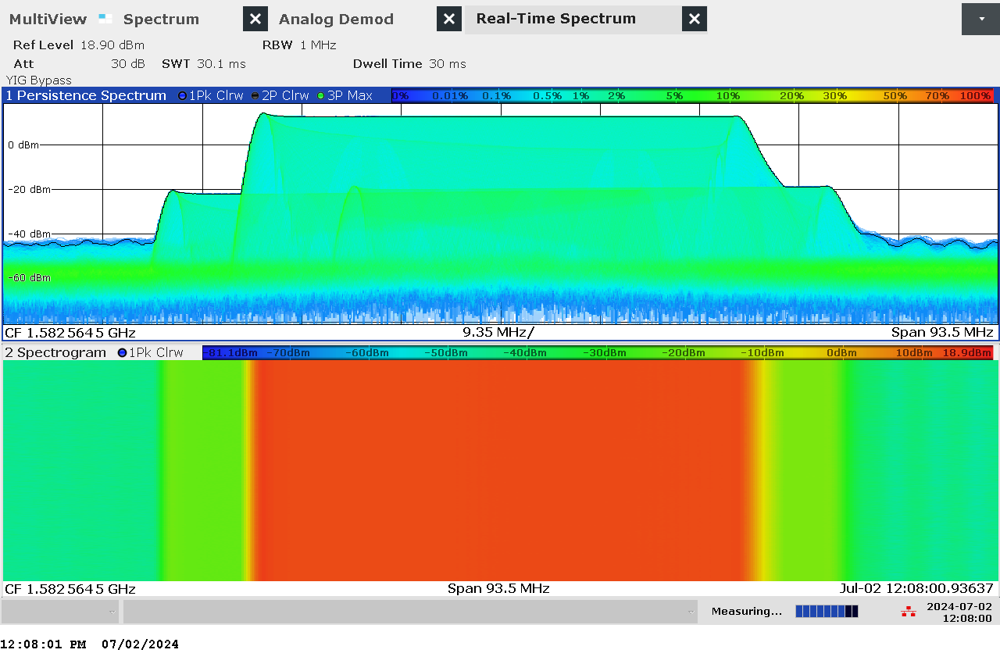 MultiView Spectrum Analog Demod Real-Time Spectrum
Ref Level 18.90 dBm RBW 1 MHz
Att 30 dB SWT 30.1 ms Dwell Time 30 ms
YIG Bypass
1 Persistence Spectrum 1Pk Clrw 2P Clrw 3P Max 0% 0.01% 0.1% 0.5% 1% 2% 5% 10% 20% 30% 50% 70% 100%
0 dBm
-20 dBm
-40 dBm
-60 dBm
CF 1.5825645 GHz 9.35 MHz/ Span 93.5 MHz
2 Spectrogram 1Pk Clrw -81.1dBm -70dBm -60dBm -50dBm -40dBm -30dBm -20dBm -10dBm 0dBm 10dBm 18.9dBm
CF 1.5825645 GHz Span 93.5 MHz Jul-02 12:08:00.93637
Measuring... 2024-07-02
12:08:00
12:08:01 PM 07/02/2024